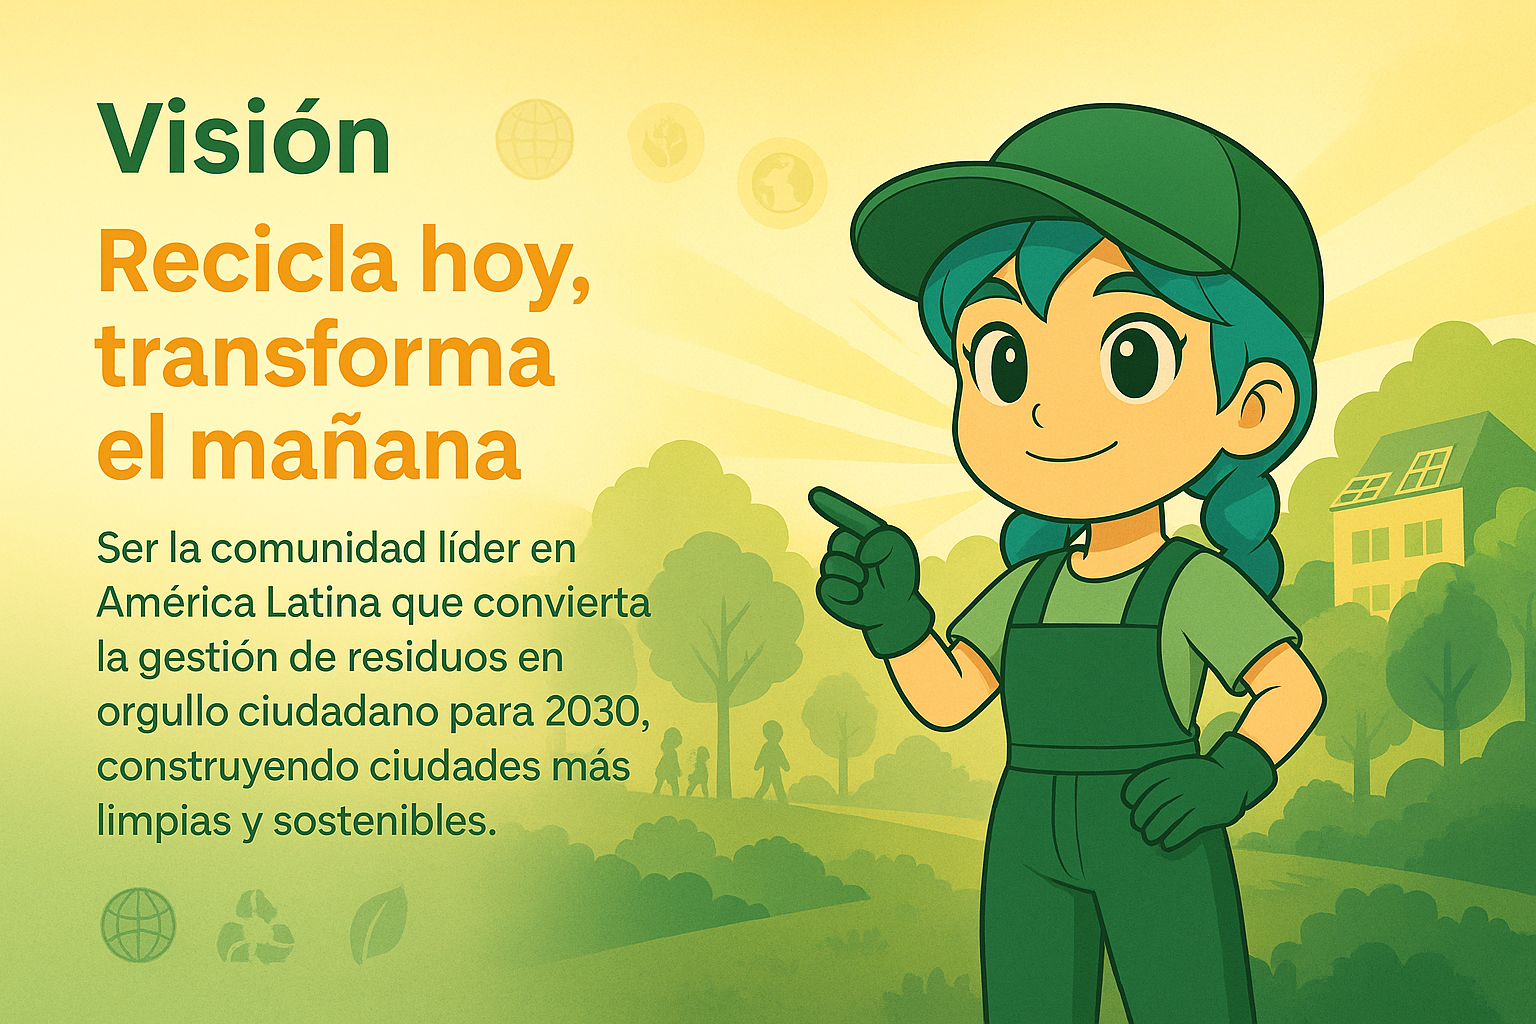 Visión
Recicla hoy,
transforma
el mañana
Ser la comunidad líder en
América Latina que convierta
la gestión de residuos en
orgullo ciudadano para 2030,
construyendo ciudades más
limpias y sostenibles.